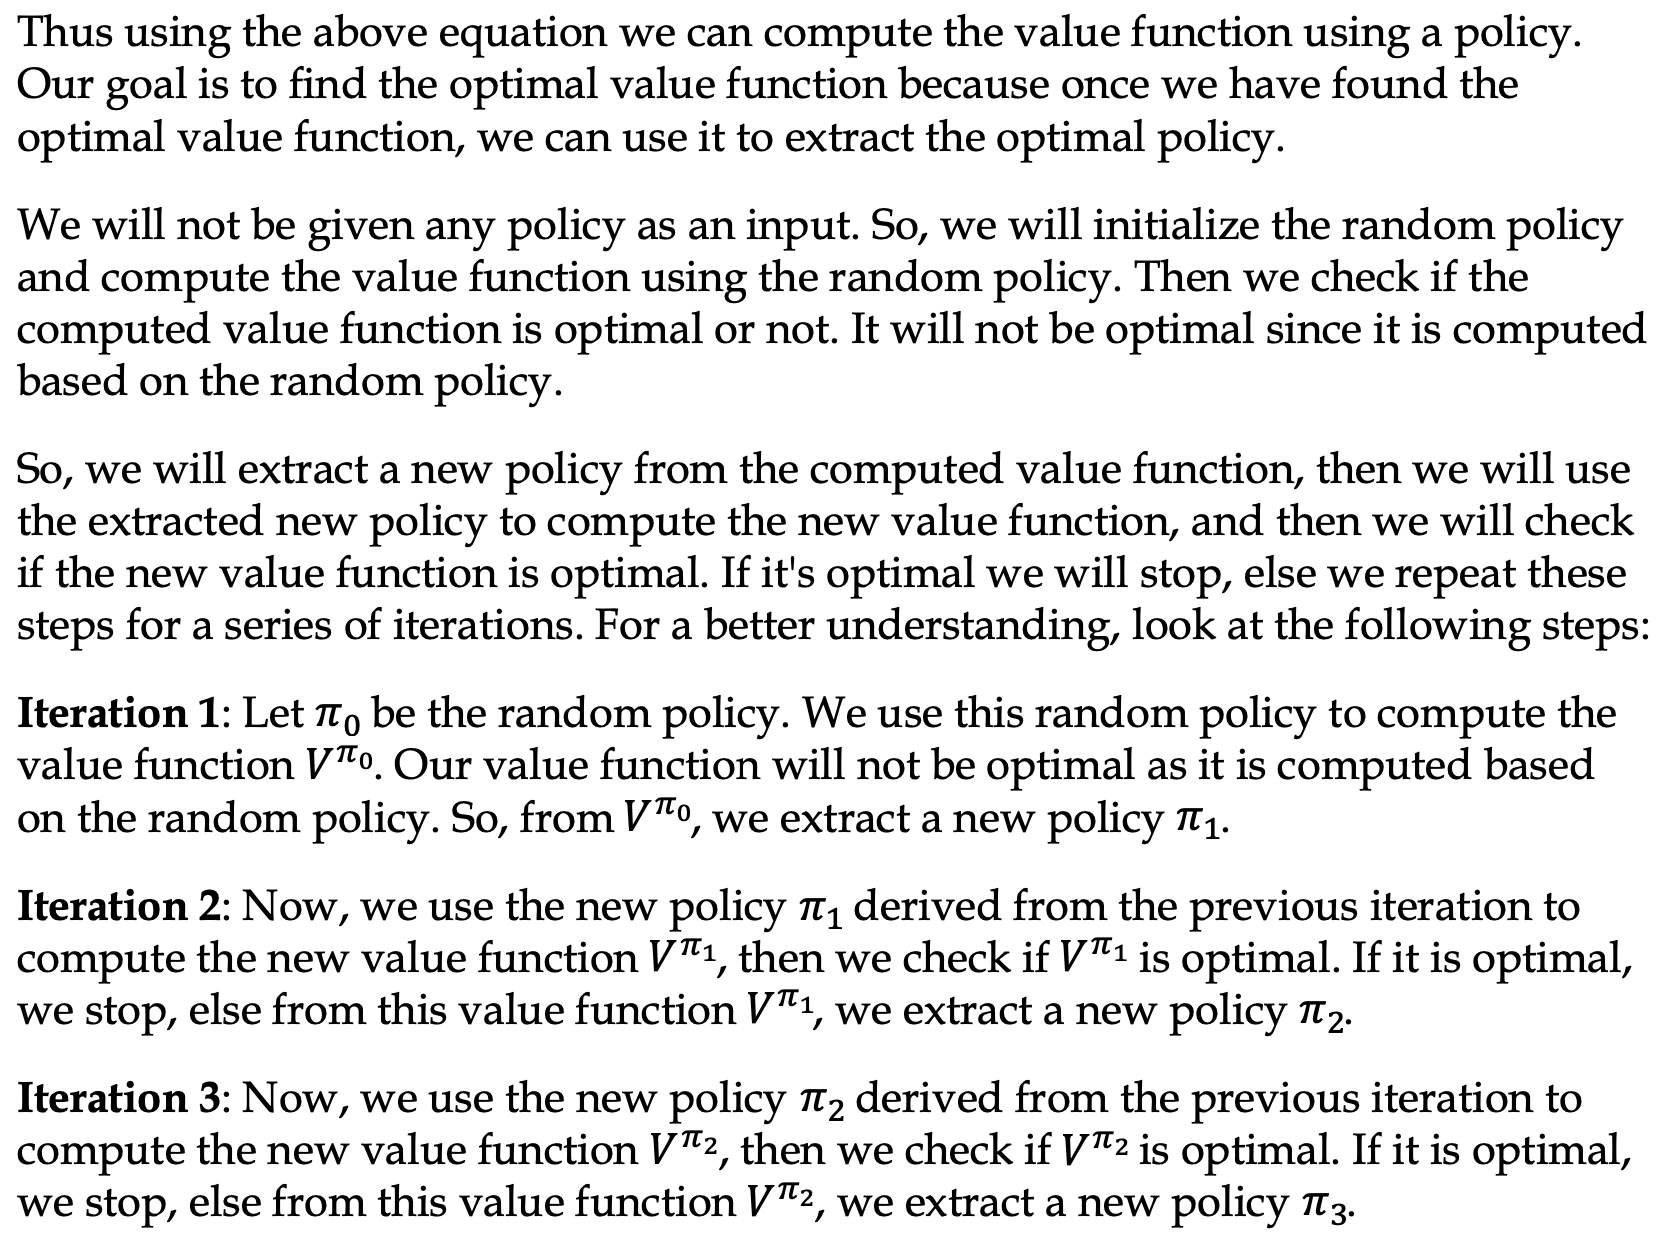 Thus using the above equation we can compute the value function using a policy.
Our goal is to find the optimal value function because once we have found the
optimal value function, we can use it to extract the optimal policy.
We will not be given any policy as an input. So, we will initialize the random policy
and compute the value function using the random policy. Then we check if the
computed value function is optimal or not. It will not be optimal since it is computed
based on the random policy.
So, we will extract a new policy from the computed value function, then we will use
the extracted new policy to compute the new value function, and then we will check
if the new value function is optimal. If it's optimal we will stop, else we repeat these
steps for a series of iterations. For a better understanding, look at the following steps:
Iteration 1: Let π₀ be the random policy. We use this random policy to compute the
value function V^π₀. Our value function will not be optimal as it is computed based
on the random policy. So, from V^π₀, we extract a new policy π₁.
Iteration 2: Now, we use the new policy π₁ derived from the previous iteration to
compute the new value function V^π₁, then we check if V^π₁ is optimal. If it is optimal,
we stop, else from this value function V^π₁, we extract a new policy π₂.
Iteration 3: Now, we use the new policy π₂ derived from the previous iteration to
compute the new value function V^π₂, then we check if V^π₂ is optimal. If it is optimal,
we stop, else from this value function V^π₂, we extract a new policy π₃.